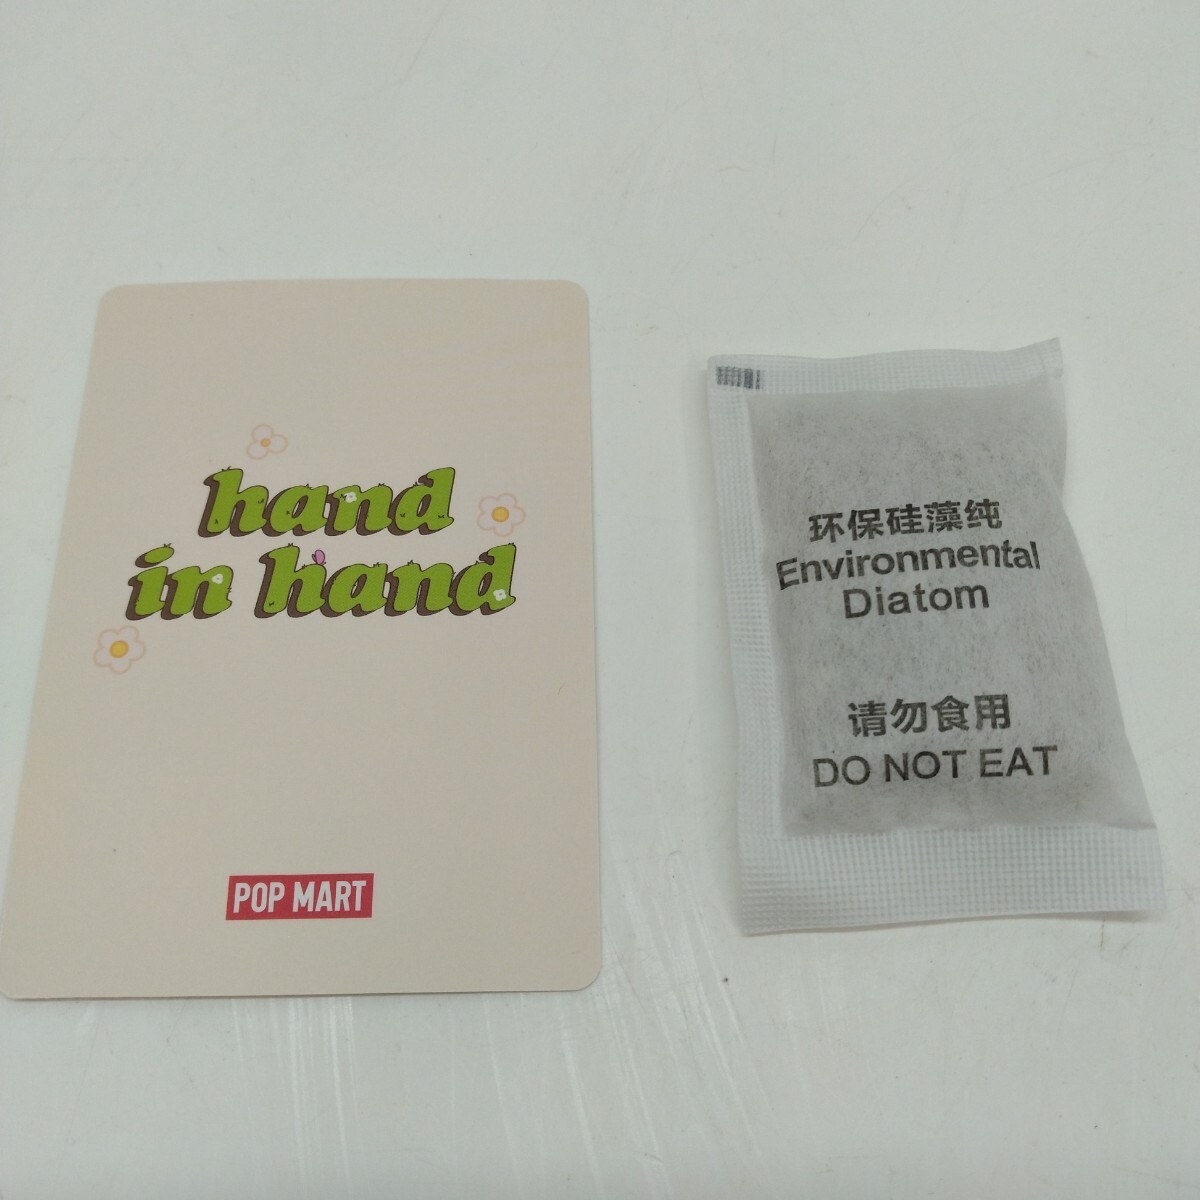 hand
in hand
POP MART
环保硅藻纯
Environmental
Diatom
请勿食用
DO NOT EAT